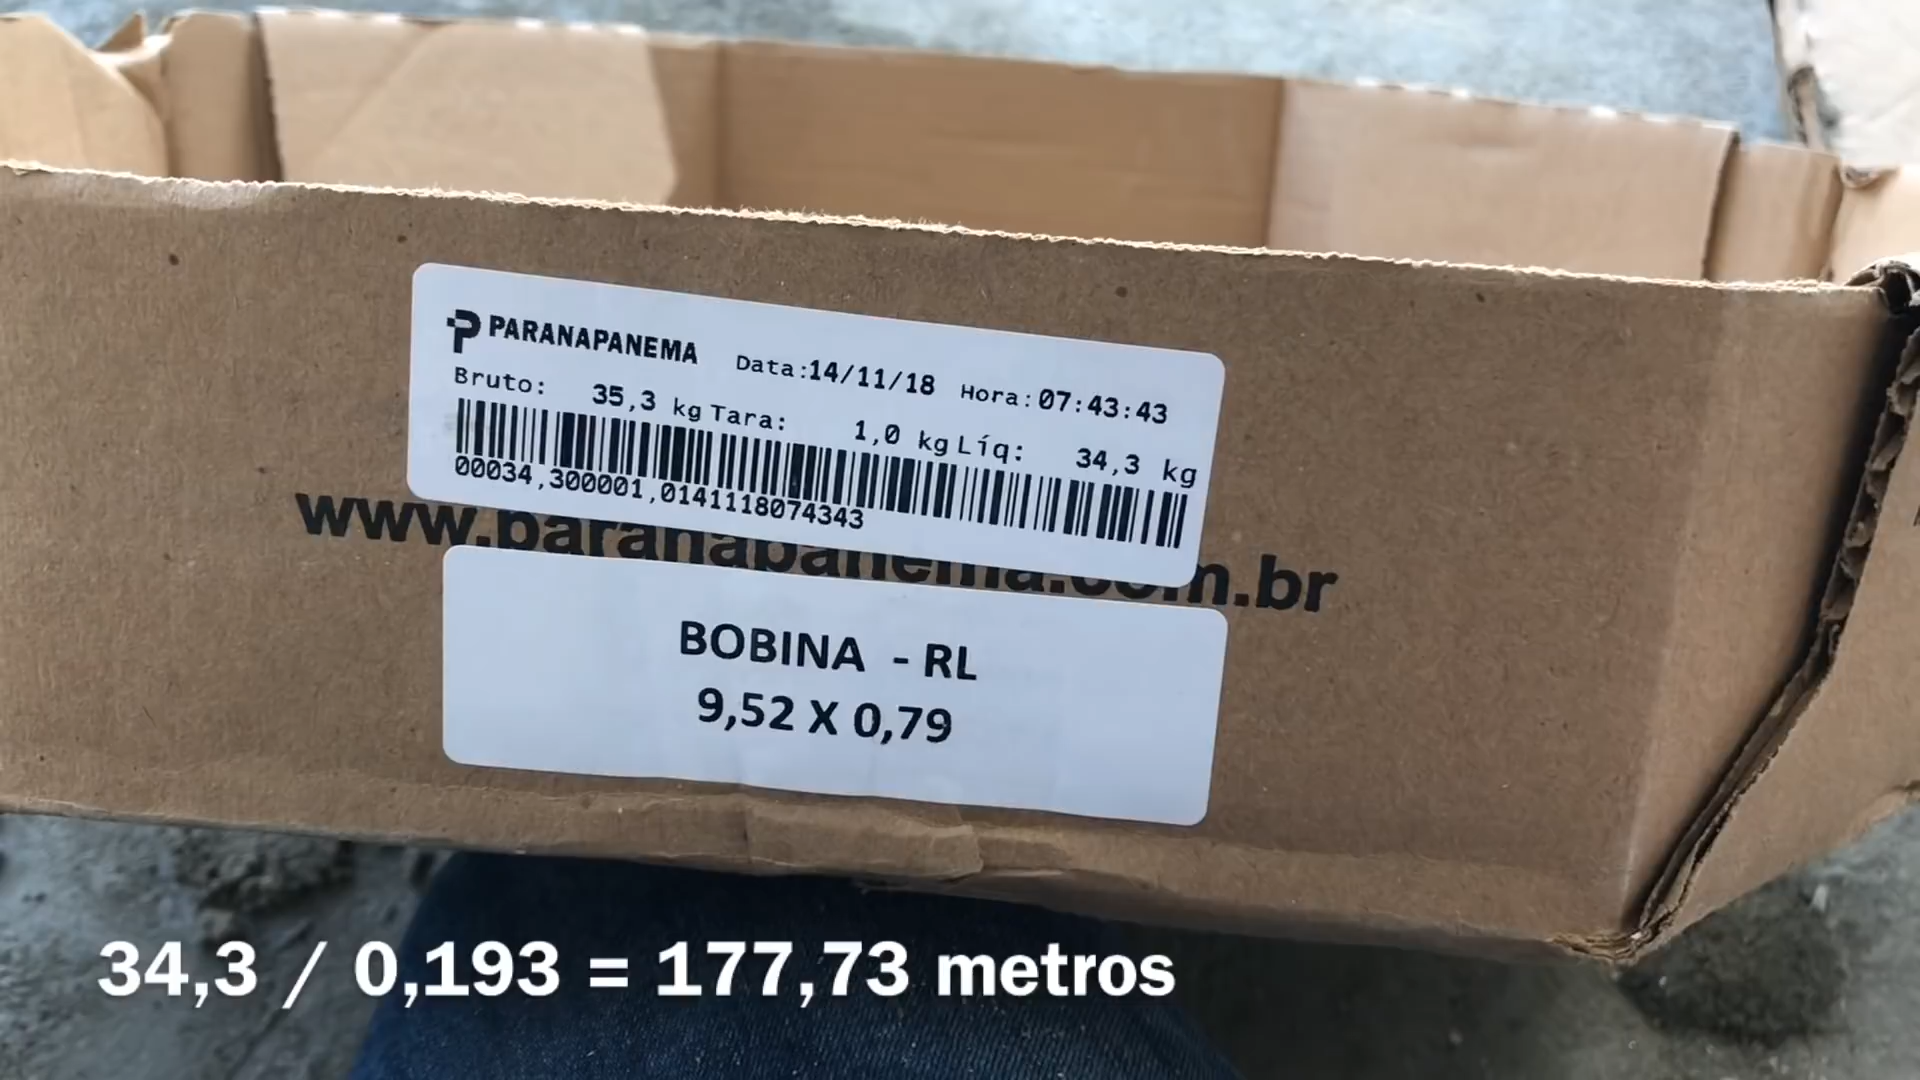 PARANAPANEMA Data:14/11/18 Hora:07:43:43
Bruto: 35,3 kg Tara: 1,0 kg Líq: 34,3 kg
00034,300001,0141118074343
www.paranapanema.com.br
BOBINA - RL
9,52 X 0,79
34,3 / 0,193 = 177,73 metros